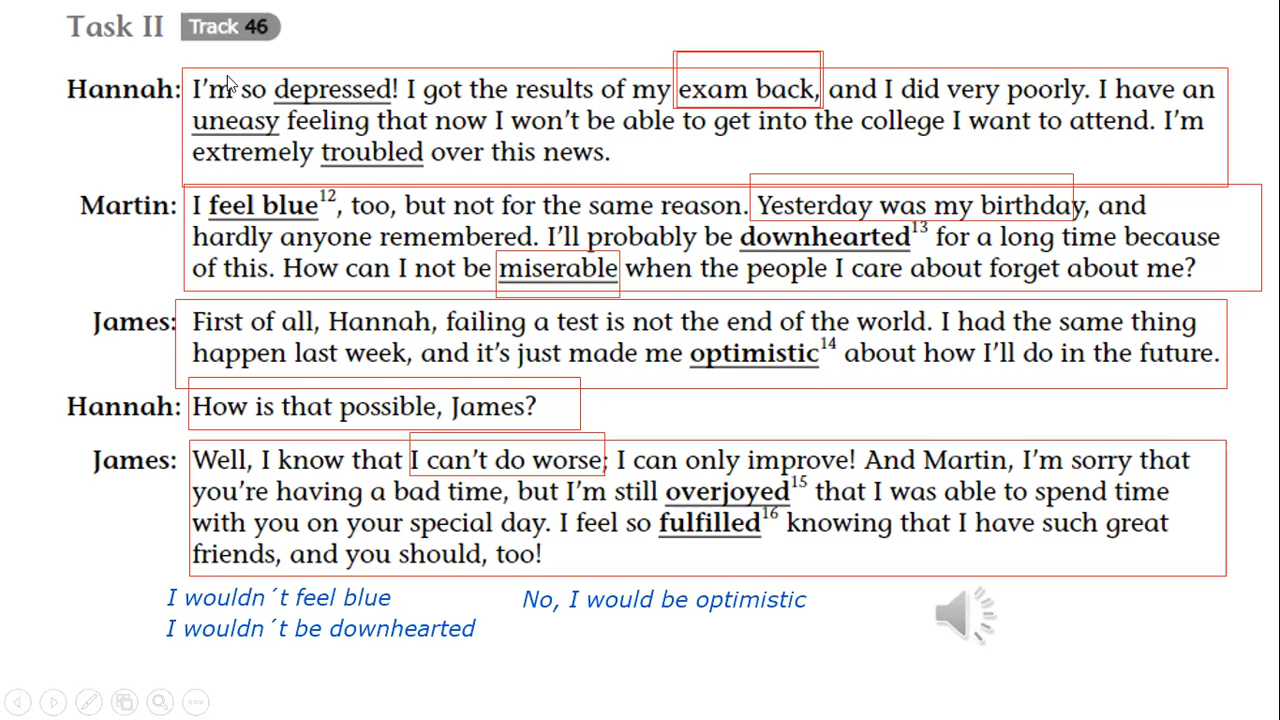 Task II Track 46
Hannah: I'm so depressed! I got the results of my exam back, and I did very poorly. I have an
uneasy feeling that now I won't be able to get into the college I want to attend. I'm
extremely troubled over this news.
Martin: I feel blue12, too, but not for the same reason. Yesterday was my birthday, and
hardly anyone remembered. I'll probably be downhearted13 for a long time because
of this. How can I not be miserable when the people I care about forget about me?
James: First of all, Hannah, failing a test is not the end of the world. I had the same thing
happen last week, and it's just made me optimistic14 about how I'll do in the future.
Hannah: How is that possible, James?
James: Well, I know that I can't do worse; I can only improve! And Martin, I'm sorry that
you're having a bad time, but I'm still overjoyed15 that I was able to spend time
with you on your special day. I feel so fulfilled16 knowing that I have such great
friends, and you should, too!
I wouldn´t feel blue No, I would be optimistic
I wouldn´t be downhearted